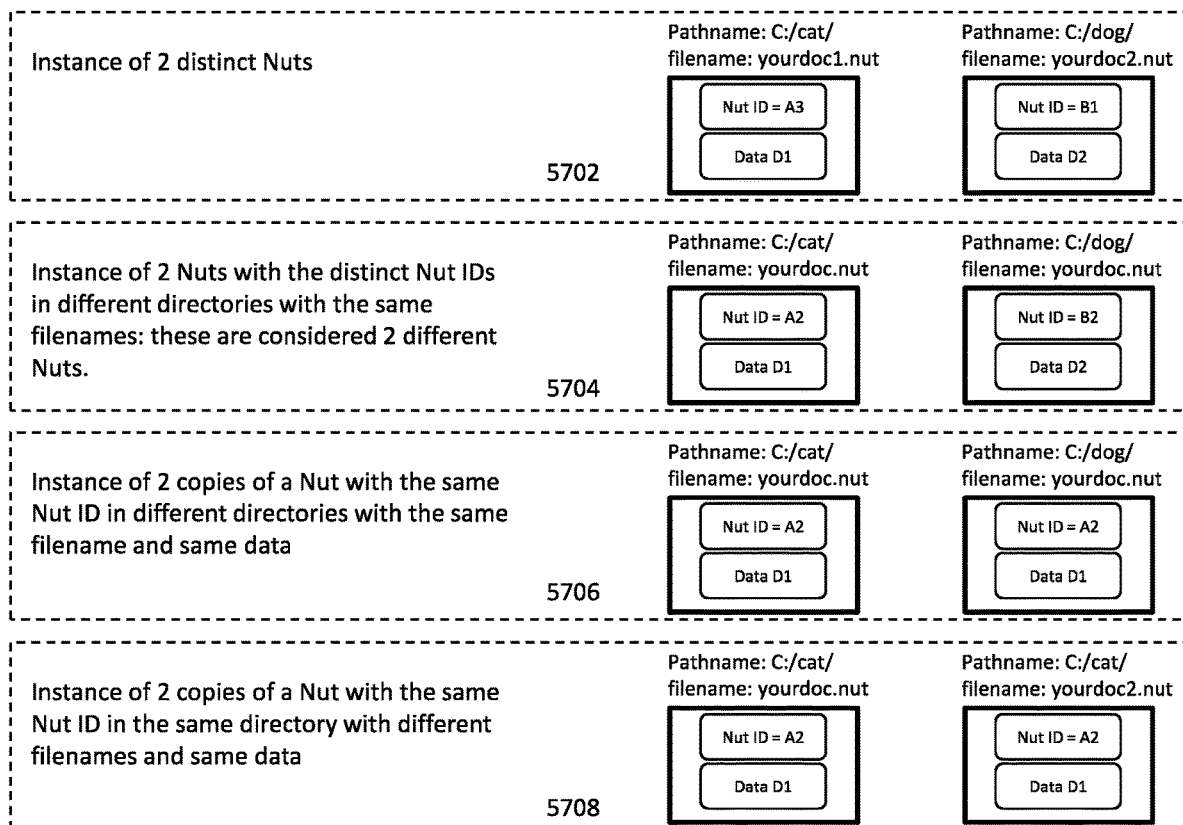 Instance of 2 distinct Nuts
5702
Pathname: C:/cat/
filename: yourdoc1.nut
Nut ID = A3
Data D1
Pathname: C:/dog/
filename: yourdoc2.nut
Nut ID = B1
Data D2
Instance of 2 Nuts with the distinct Nut IDs
in different directories with the same
filenames: these are considered 2 different
Nuts.
5704
Pathname: C:/cat/
filename: yourdoc.nut
Nut ID = A2
Data D1
Pathname: C:/dog/
filename: yourdoc.nut
Nut ID = B2
Data D2
Instance of 2 copies of a Nut with the same
Nut ID in different directories with the same
filename and same data
5706
Pathname: C:/cat/
filename: yourdoc.nut
Nut ID = A2
Data D1
Pathname: C:/dog/
filename: yourdoc.nut
Nut ID = A2
Data D1
Instance of 2 copies of a Nut with the same
Nut ID in the same directory with different
filenames and same data
5708
Pathname: C:/cat/
filename: yourdoc.nut
Nut ID = A2
Data D1
Pathname: C:/cat/
filename: yourdoc2.nut
Nut ID = A2
Data D1